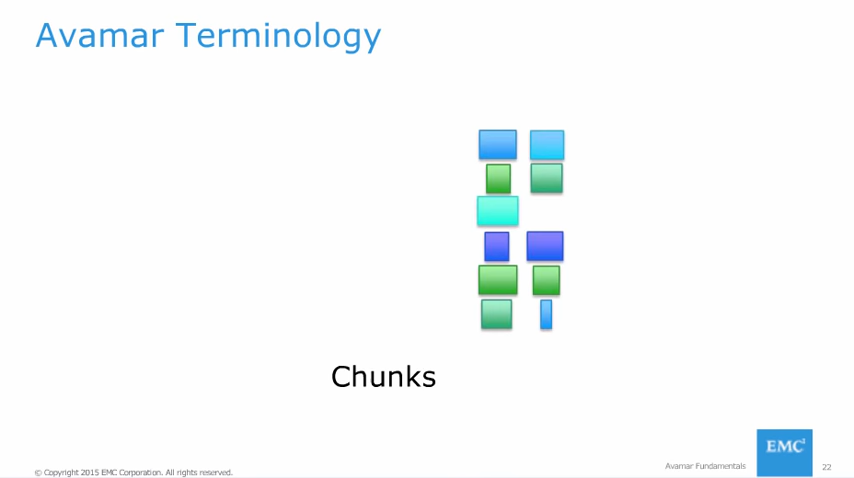 Avamar Terminology
Chunks
© Copyright 2015 EMC Corporation. All rights reserved.
Avamar Fundamentals
EMC²
22